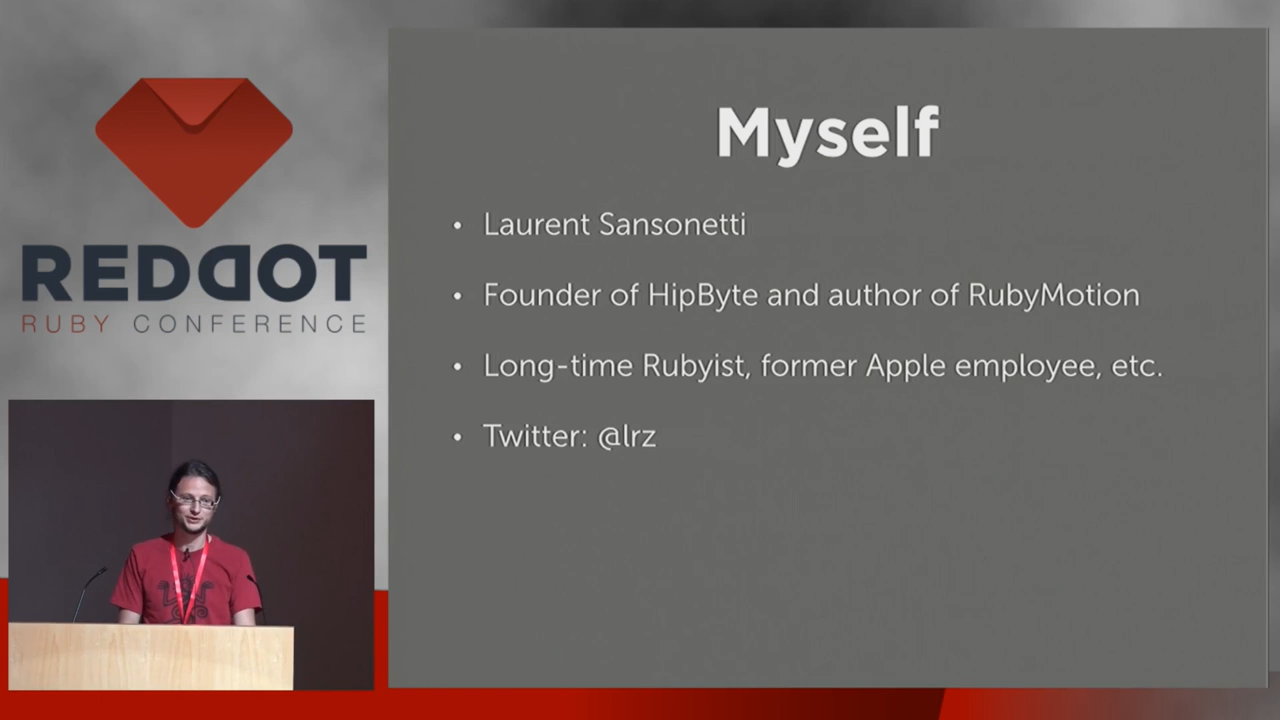 REDDOT
RUBY CONFERENCE
Myself
• Laurent Sansonetti
• Founder of HipByte and author of RubyMotion
• Long-time Rubyist, former Apple employee, etc.
• Twitter: @lrz